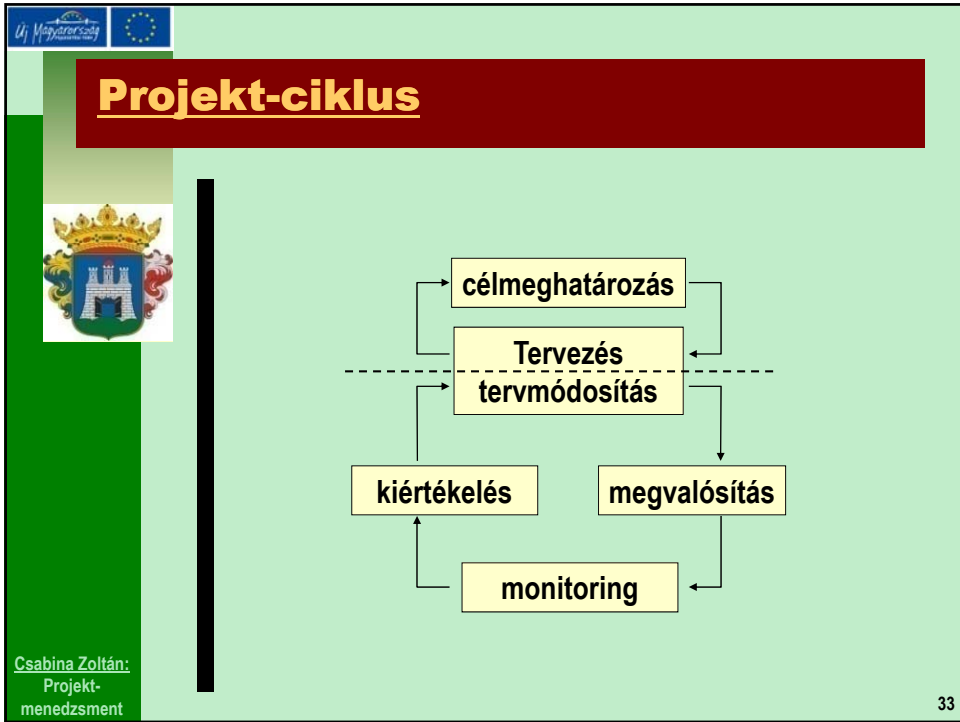 Új Magyarország
Projekt-ciklus
célmeghatározás
Tervezés
tervmódosítás
kiértékelés
megvalósítás
monitoring
Csabina Zoltán:
Projekt-
menedzsment
33